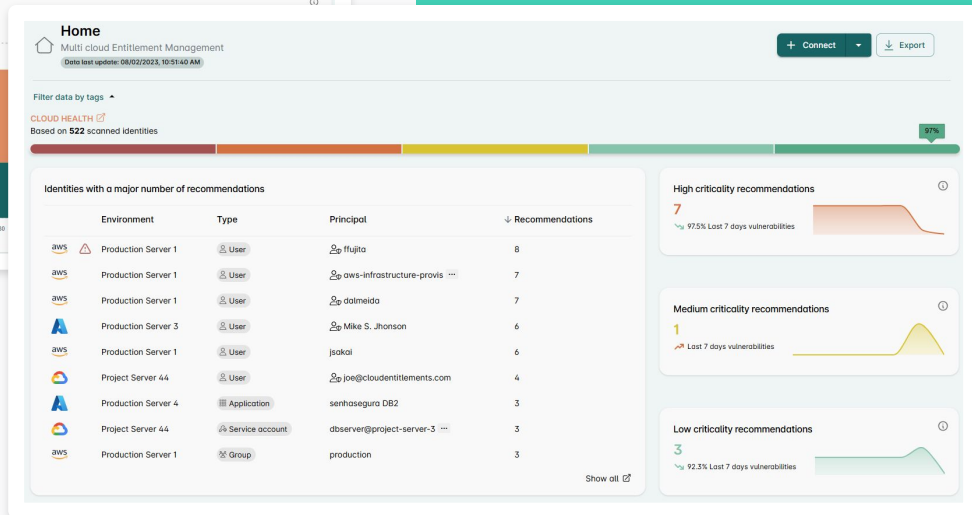 Home
Multi cloud Entitlement Management
Data last update: 08/02/2023, 10:51:40 AM
+ Connect
Export
Filter data by tags
CLOUD HEALTH
Based on 522 scanned identities
97%
Identities with a major number of recommendations
Environment Type Principal Recommendations
aws Production Server 1 User ffujita 8
aws Production Server 1 User aws-infrastructure-provis ... 7
aws Production Server 1 User dalmeida 7
Production Server 3 User Mike S. Jhonson 6
aws Production Server 1 User jsakai 6
Project Server 44 User joe@cloudentitlements.com 4
Production Server 4 Application senhasegura DB2 3
Project Server 44 Service account dbserver@project-server-3 ... 3
aws Production Server 1 Group production 3
Show all
High criticality recommendations
7
97.5% Last 7 days vulnerabilities
Medium criticality recommendations
1
Last 7 days vulnerabilities
Low criticality recommendations
3
92.3% Last 7 days vulnerabilities